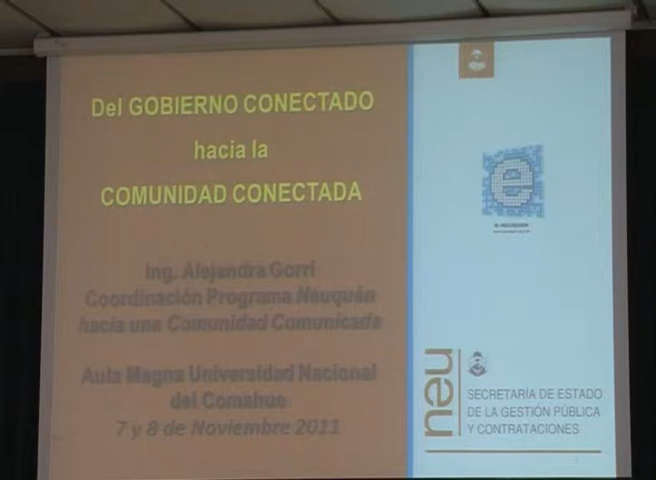 Del GOBIERNO CONECTADO
hacia la
COMUNIDAD CONECTADA
Ing. Alejandra Gorri
Coordinación Programa Neuquén
hacia una Comunidad Comunicada
Aula Magna Universidad Nacional
del Comahue
7 y 8 de Noviembre 2011
e
neu
SECRETARÍA DE ESTADO
DE LA GESTIÓN PÚBLICA
Y CONTRATACIONES